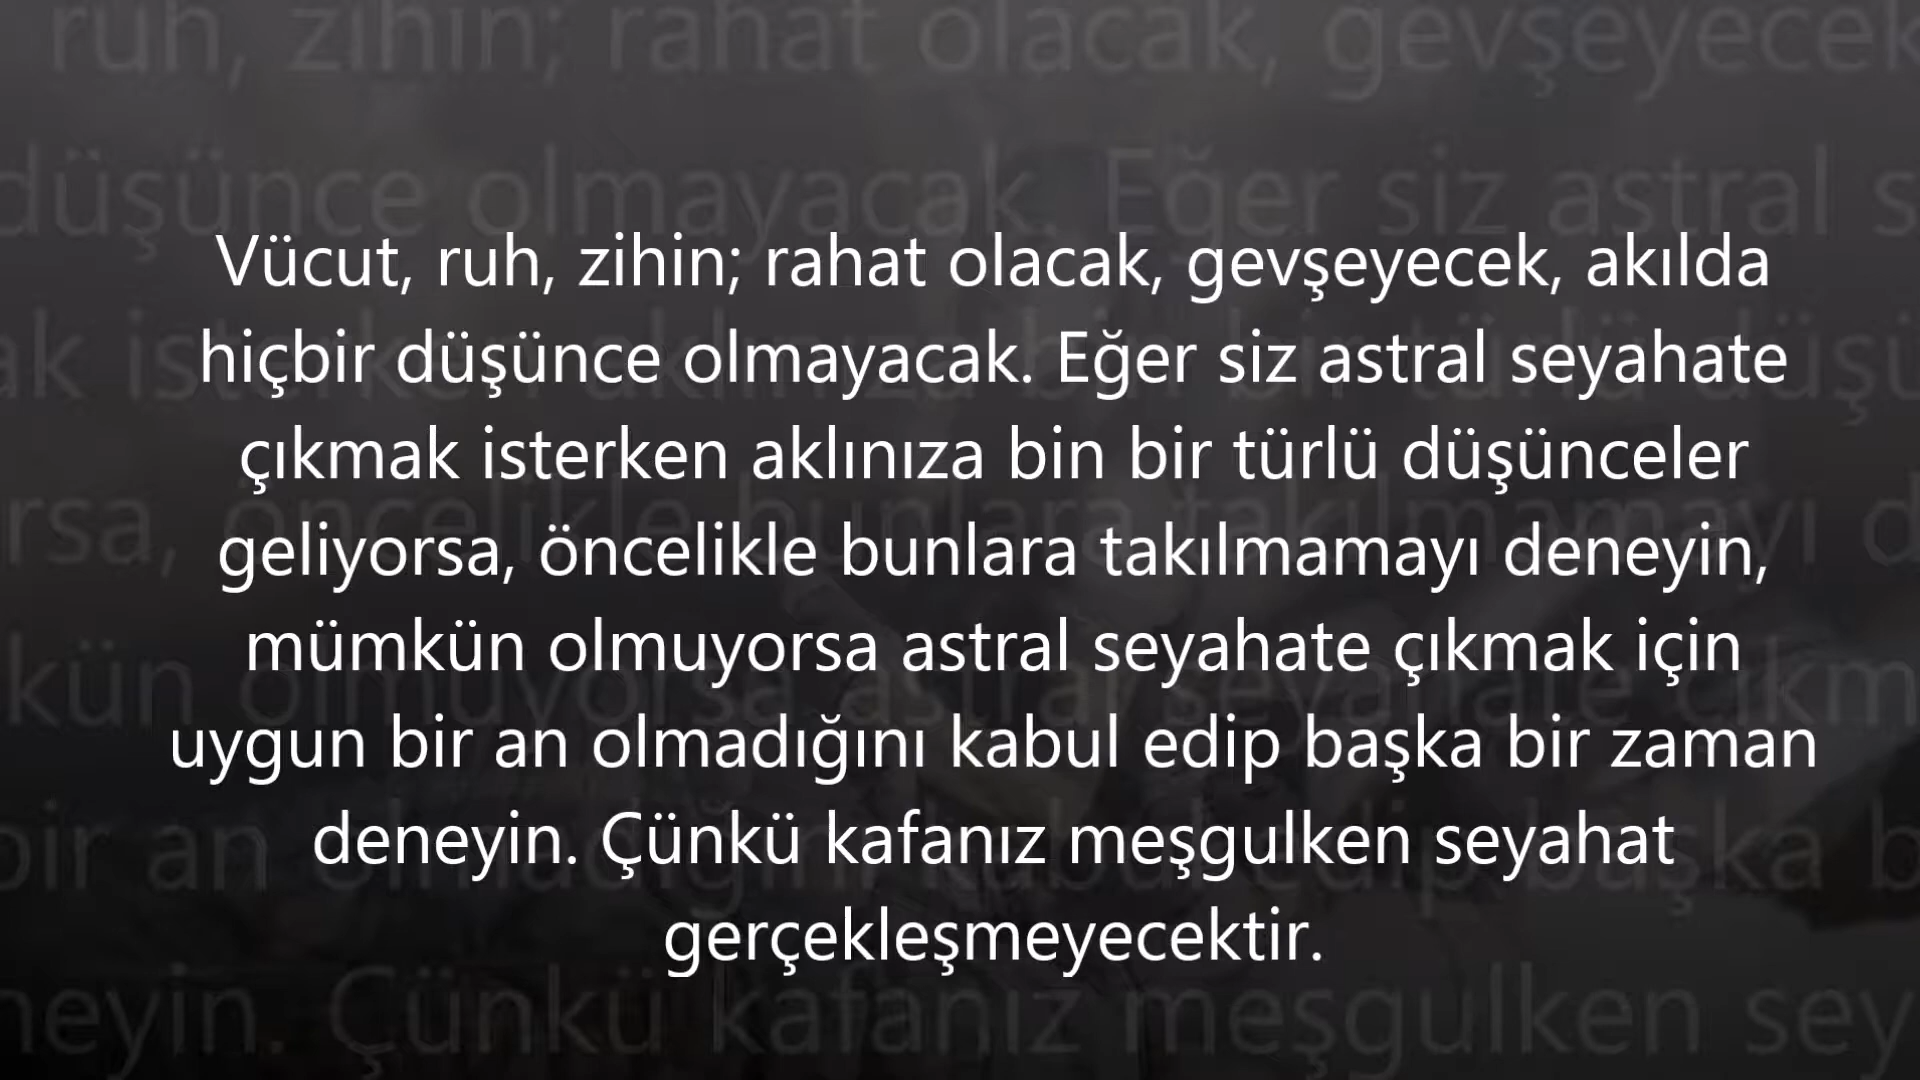 Vücut, ruh, zihin; rahat olacak, gevşeyecek, akılda
hiçbir düşünce olmayacak. Eğer siz astral seyahate
çıkmak isterken aklınıza bin bir türlü düşünceler
geliyorsa, öncelikle bunlara takılmamayı deneyin,
mümkün olmuyorsa astral seyahate çıkmak için
uygun bir an olmadığını kabul edip başka bir zaman
deneyin. Çünkü kafanız meşgulken seyahat
gerçekleşmeyecektir.